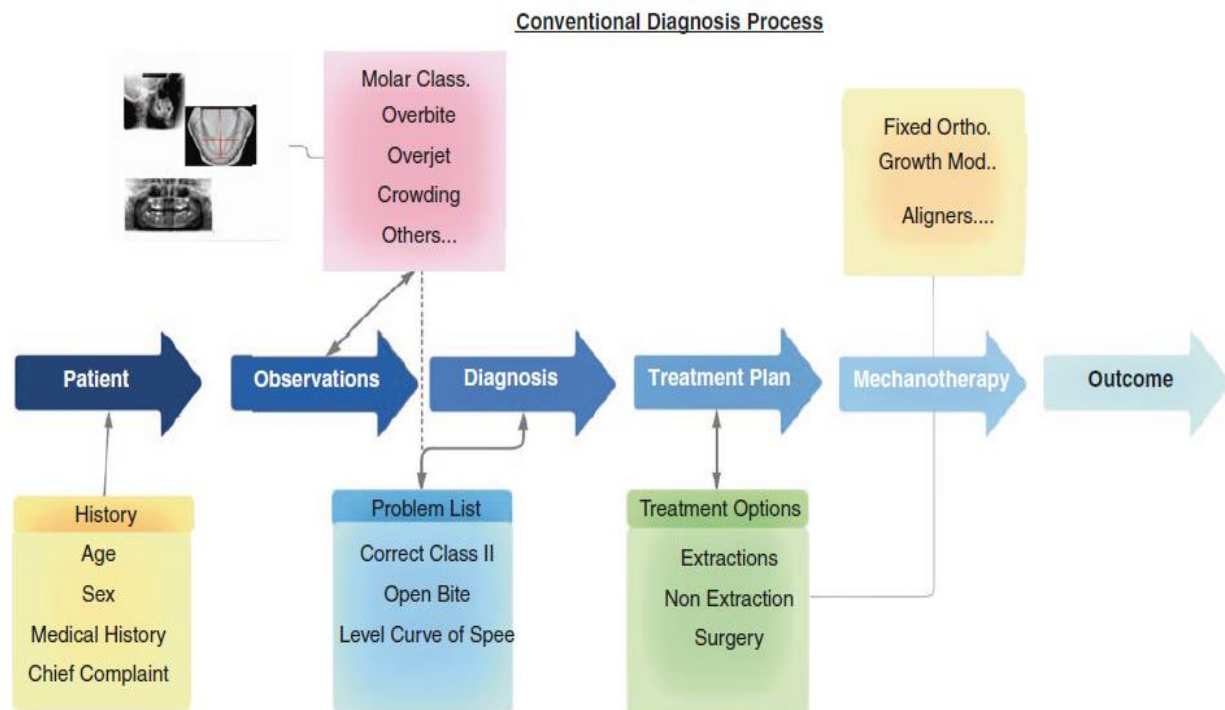 Conventional Diagnosis Process
Molar Class.
Overbite
Overjet
Crowding
Others...
Fixed Ortho.
Growth Mod..
Aligners....
Patient
Observations
Diagnosis
Treatment Plan
Mechanotherapy
Outcome
History
Age
Sex
Medical History
Chief Complaint
Problem List
Correct Class II
Open Bite
Level Curve of Spee
Treatment Options
Extractions
Non Extraction
Surgery